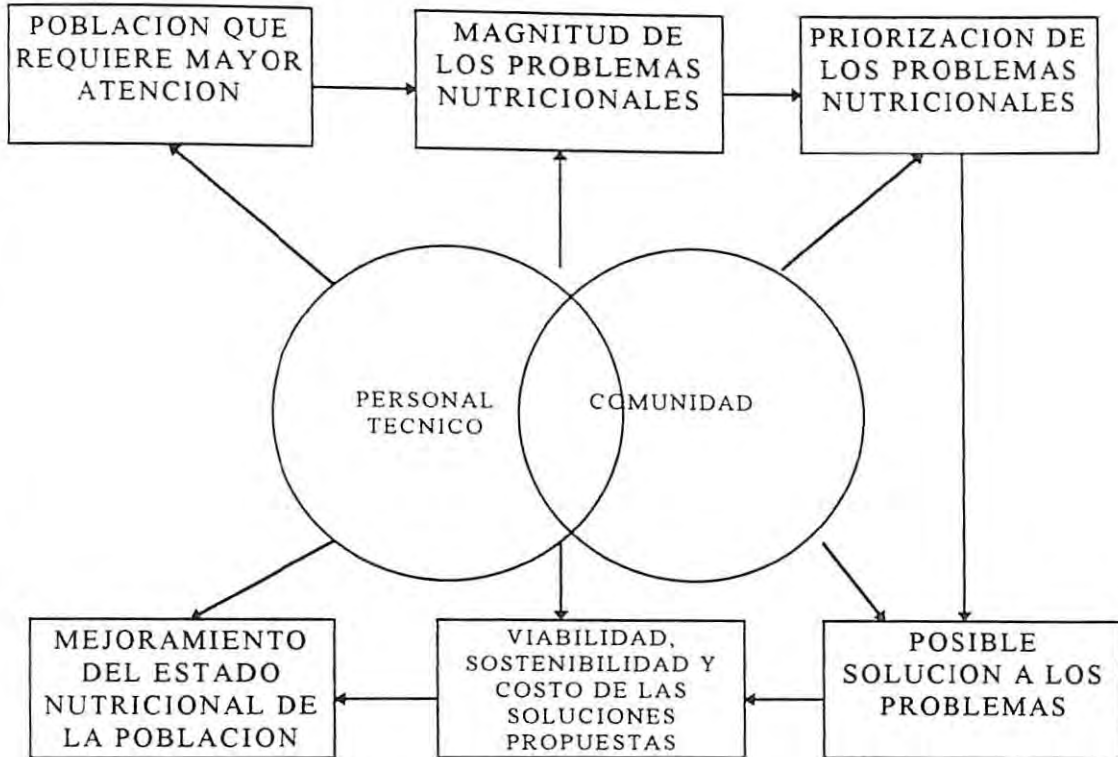 POBLACION QUE
REQUIERE MAYOR
ATENCION
MAGNITUD DE
LOS PROBLEMAS
NUTRICIONALES
PRIORIZACION DE
LOS PROBLEMAS
NUTRICIONALES
PERSONAL
TECNICO
COMUNIDAD
MEJORAMIENTO
DEL ESTADO
NUTRICIONAL DE
LA POBLACION
VIABILIDAD,
SOSTENIBILIDAD Y
COSTO DE LAS
SOLUCIONES
PROPUESTAS
POSIBLE
SOLUCION A LOS
PROBLEMAS